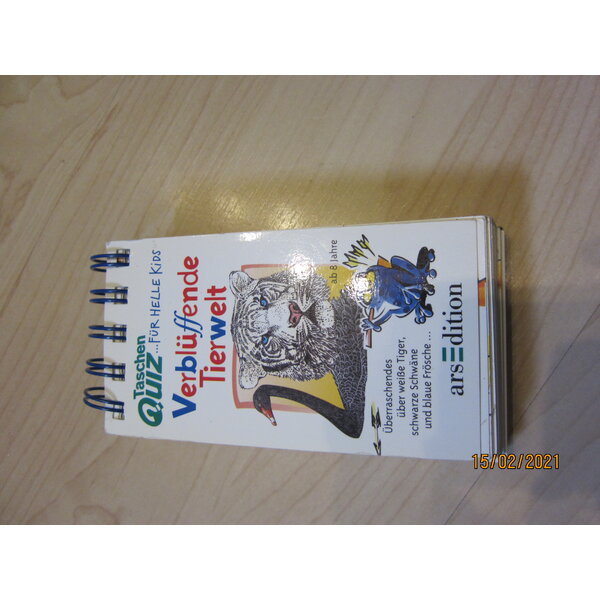 Taschen
QUIZ
...FÜR HELLE KIDS
Verblüffende
Tierwelt
ab 8 Jahre
Überraschendes
über weiße Tiger,
schwarze Schwäne
und blaue Frösche ...
arsEdition
15/02/2021